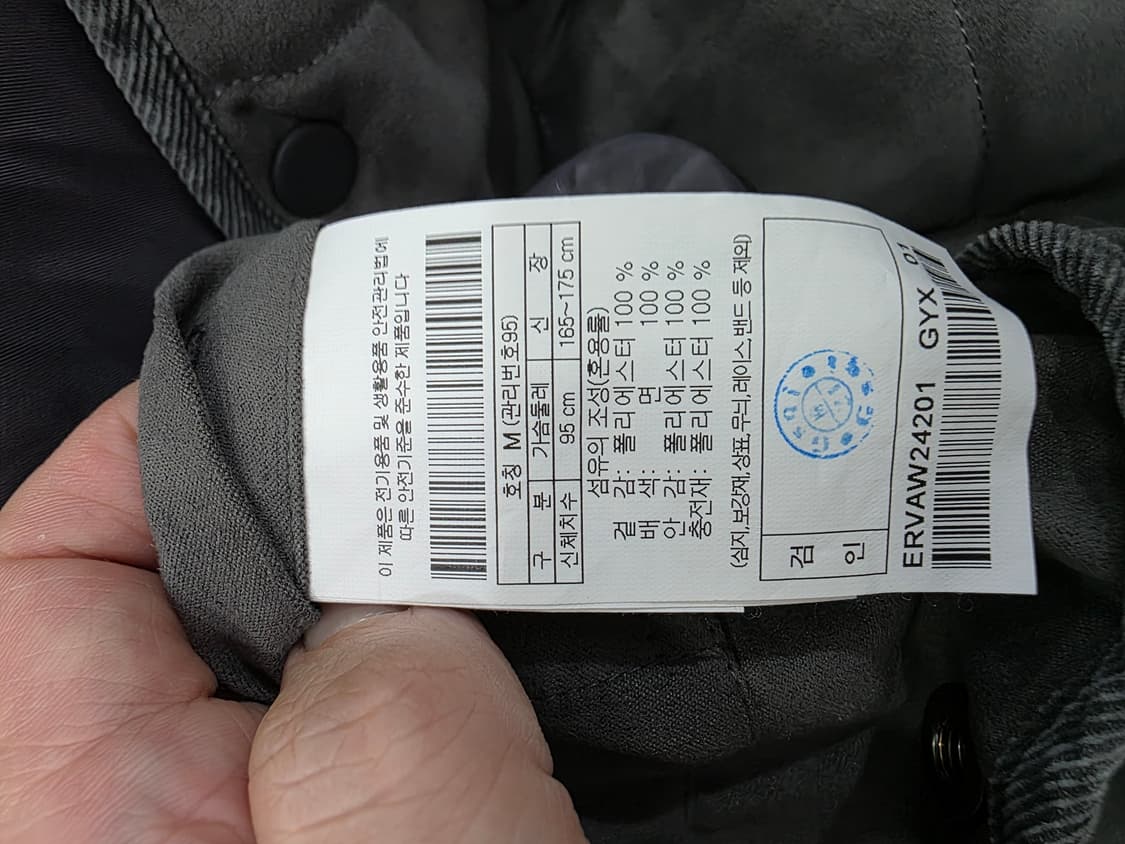 이 제품은 전기용품 및 생활용품 안전관리법에
따른 안전기준을 준수한 제품입니다
호칭 M (관리번호95)
구 분 가슴둘레 신 장
신체치수 95 cm 165~175 cm
섬유의 조성(혼용률)
겉 감: 폴리에스터 100 %
배 색: 면 100 %
안 감: 폴리에스터 100 %
충전재: 폴리에스터 100 %
(심지,보강재,상표,무늬,레이스,밴드 등 제외)
검 인
ERVAW24201 GYX 07